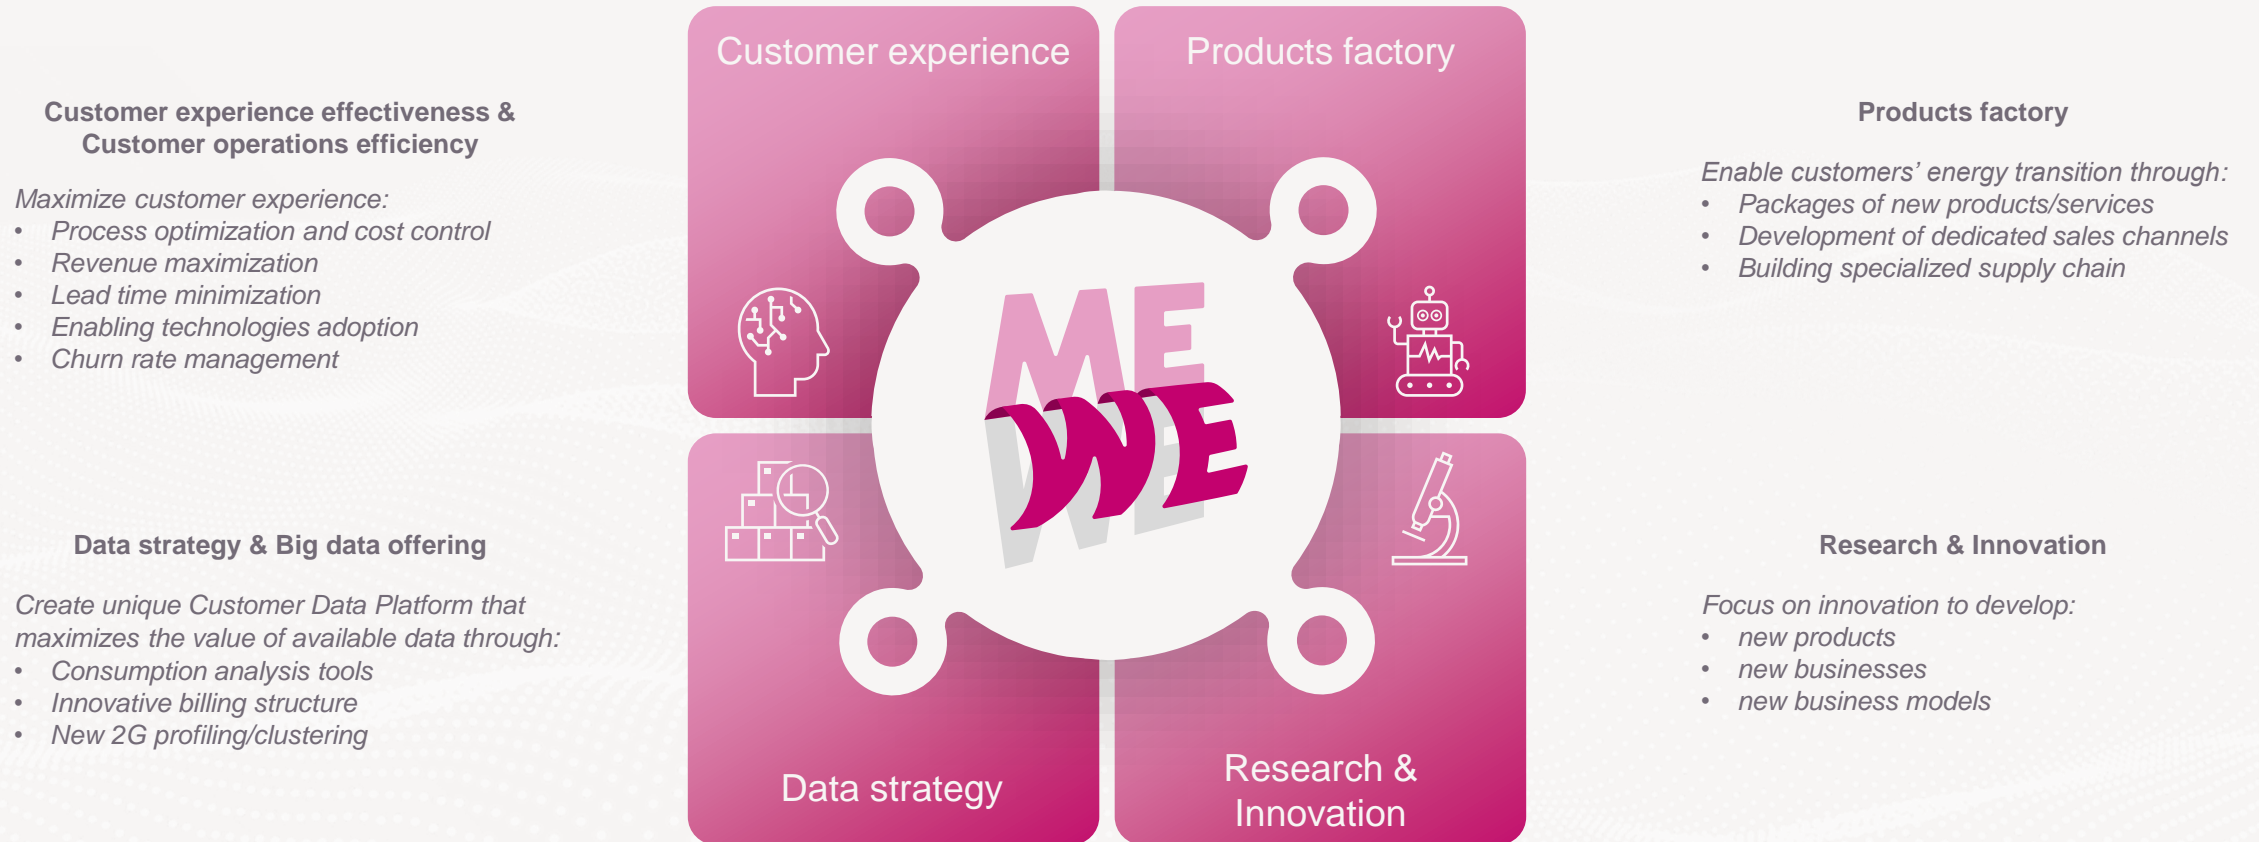 Customer experience
Products factory
Customer experience effectiveness &
Customer operations efficiency
Maximize customer experience:
• Process optimization and cost control
• Revenue maximization
• Lead time minimization
• Enabling technologies adoption
• Churn rate management
Products factory
Enable customers’ energy transition through:
• Packages of new products/services
• Development of dedicated sales channels
• Building specialized supply chain
ME
WE
Data strategy & Big data offering
Create unique Customer Data Platform that
maximizes the value of available data through:
• Consumption analysis tools
• Innovative billing structure
• New 2G profiling/clustering
Research & Innovation
Focus on innovation to develop:
• new products
• new businesses
• new business models
Data strategy
Research &
Innovation